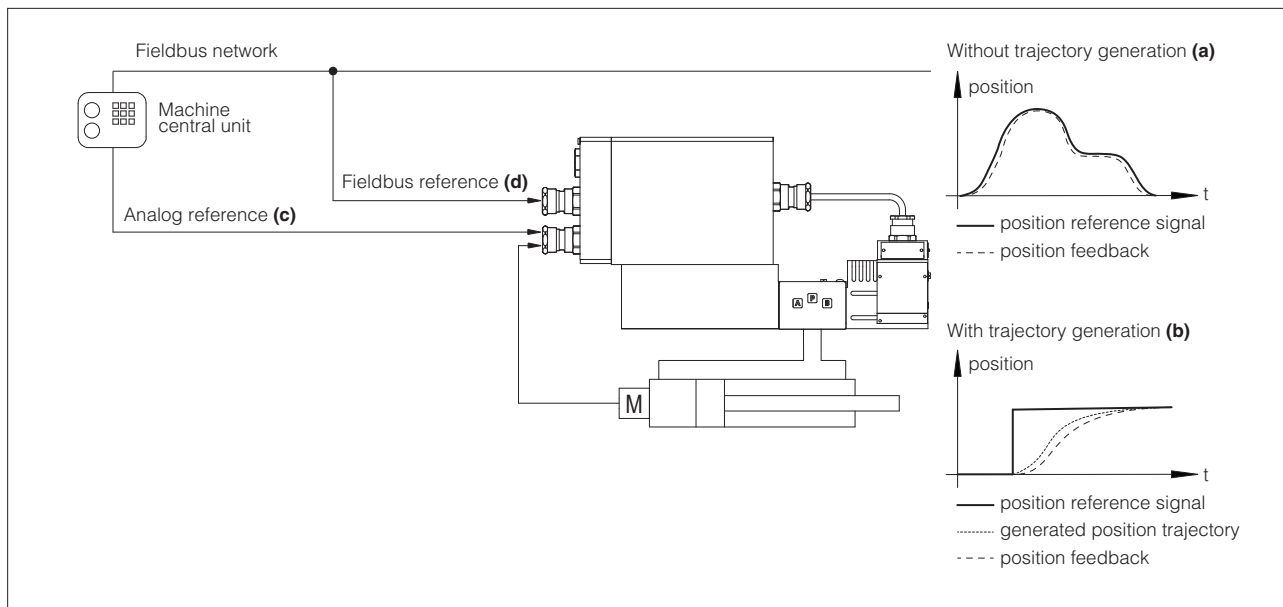 Fieldbus network
Machine
central unit
Fieldbus reference (d)
Analog reference (c)
A
P
B
M
Without trajectory generation (a)
position
t
position reference signal
position feedback
With trajectory generation (b)
position
t
position reference signal
generated position trajectory
position feedback